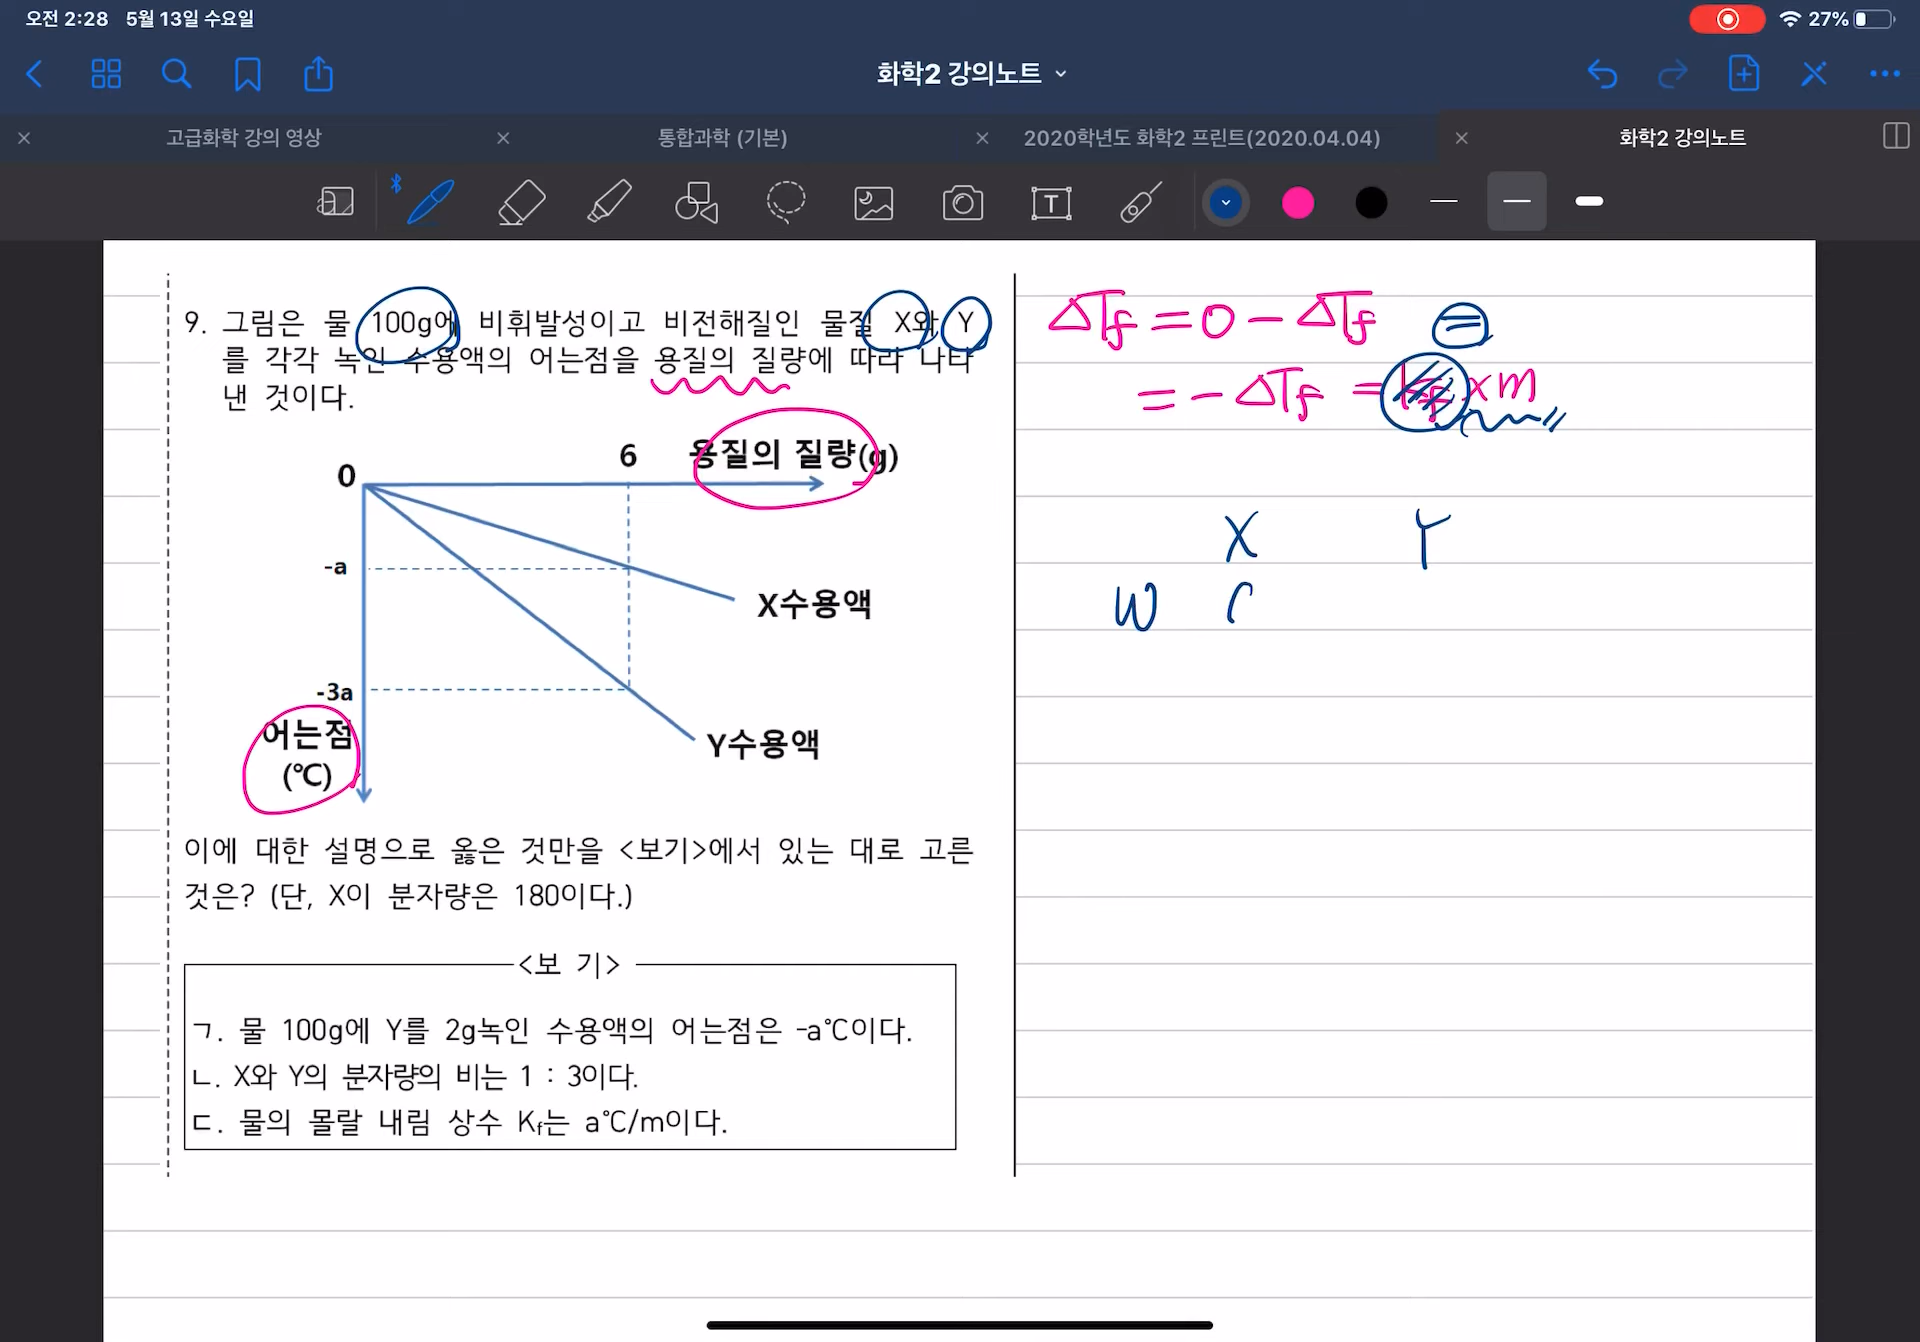 오전 2:28 5월 13일 수요일
27%
화학2 강의노트
고급화학 강의 영상
통합과학 (기본)
2020학년도 화학2 프린트(2020.04.04)
화학2 강의노트
9. 그림은 물 100g에 비휘발성이고 비전해질인 물질 X와 Y
를 각각 녹인 수용액의 어는점을 용질의 질량에 따라 나타
낸 것이다.
0
6
용질의 질량(g)
-a
X수용액
-3a
어는점
(℃)
Y수용액
이에 대한 설명으로 옳은 것만을 <보기>에서 있는 대로 고른
것은? (단, X이 분자량은 180이다.)
<보 기>
ㄱ. 물 100g에 Y를 2g녹인 수용액의 어는점은 -a℃이다.
ㄴ. X와 Y의 분자량의 비는 1 : 3이다.
ㄷ. 물의 몰랄 내림 상수 Kf는 a℃/m이다.
ΔTf = 0 - ΔTf
= - ΔTf = kf × m
X Y
W